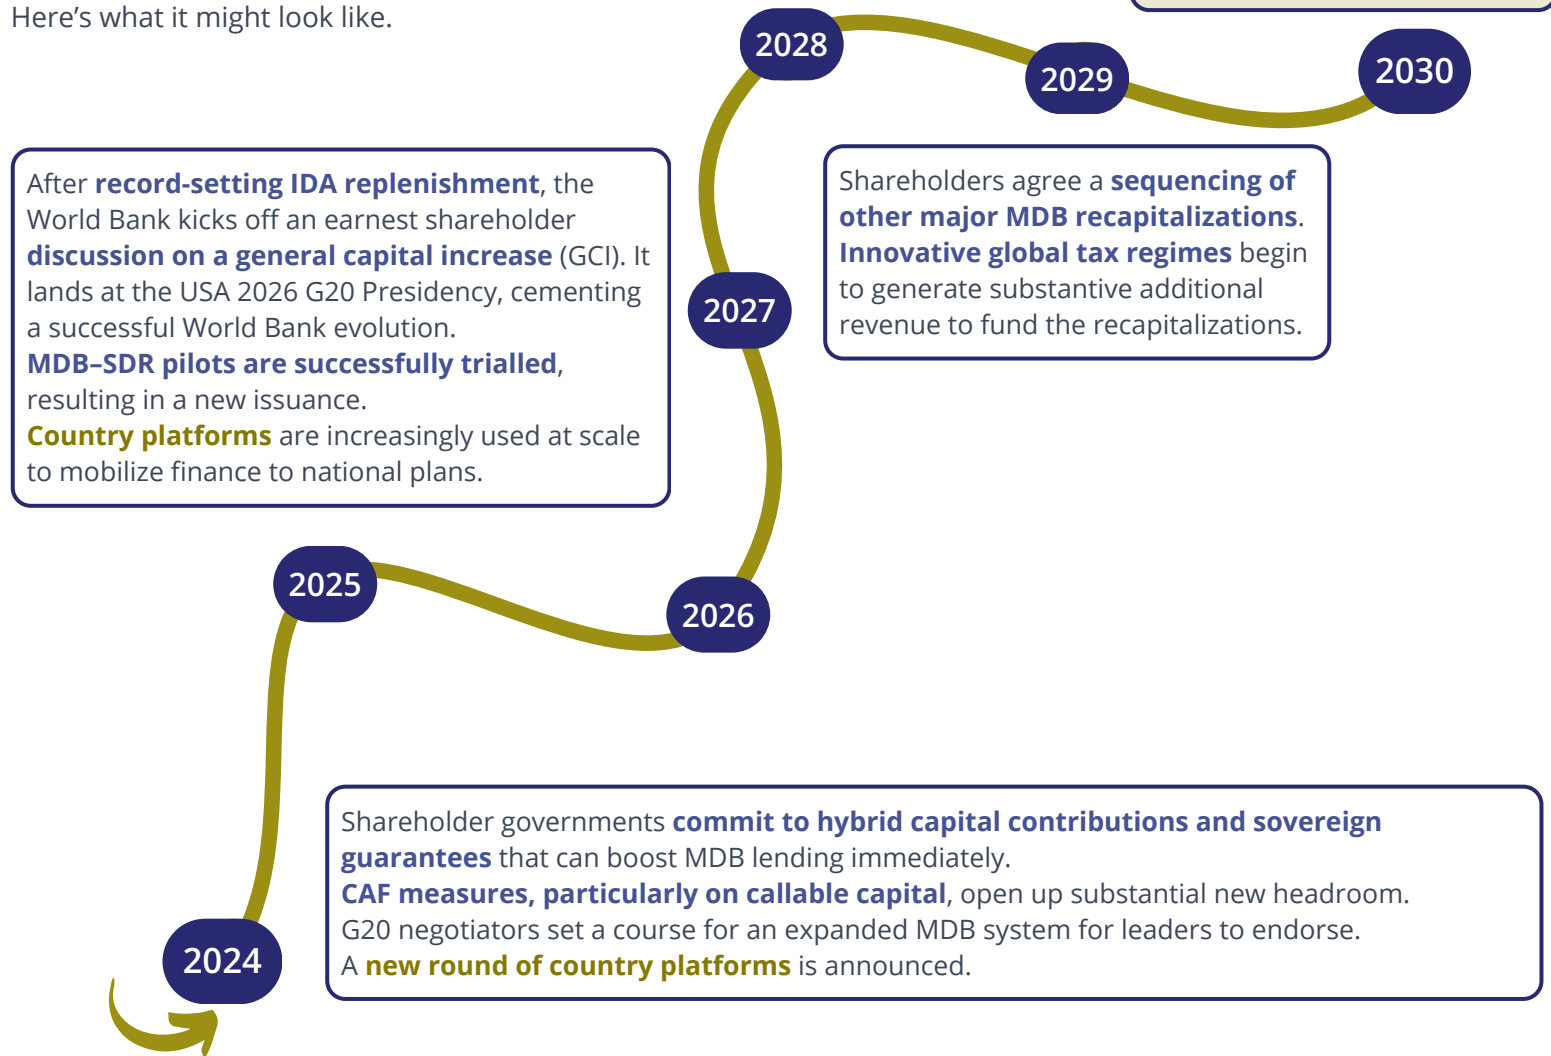 Here’s what it might look like.
2028
2029
2030
After record-setting IDA replenishment, the
World Bank kicks off an earnest shareholder
discussion on a general capital increase (GCI). It
lands at the USA 2026 G20 Presidency, cementing
a successful World Bank evolution.
MDB–SDR pilots are successfully trialled,
resulting in a new issuance.
Country platforms are increasingly used at scale
to mobilize finance to national plans.
2027
Shareholders agree a sequencing of
other major MDB recapitalizations.
Innovative global tax regimes begin
to generate substantive additional
revenue to fund the recapitalizations.
2025
2026
Shareholder governments commit to hybrid capital contributions and sovereign
guarantees that can boost MDB lending immediately.
CAF measures, particularly on callable capital, open up substantial new headroom.
G20 negotiators set a course for an expanded MDB system for leaders to endorse.
A new round of country platforms is announced.
2024